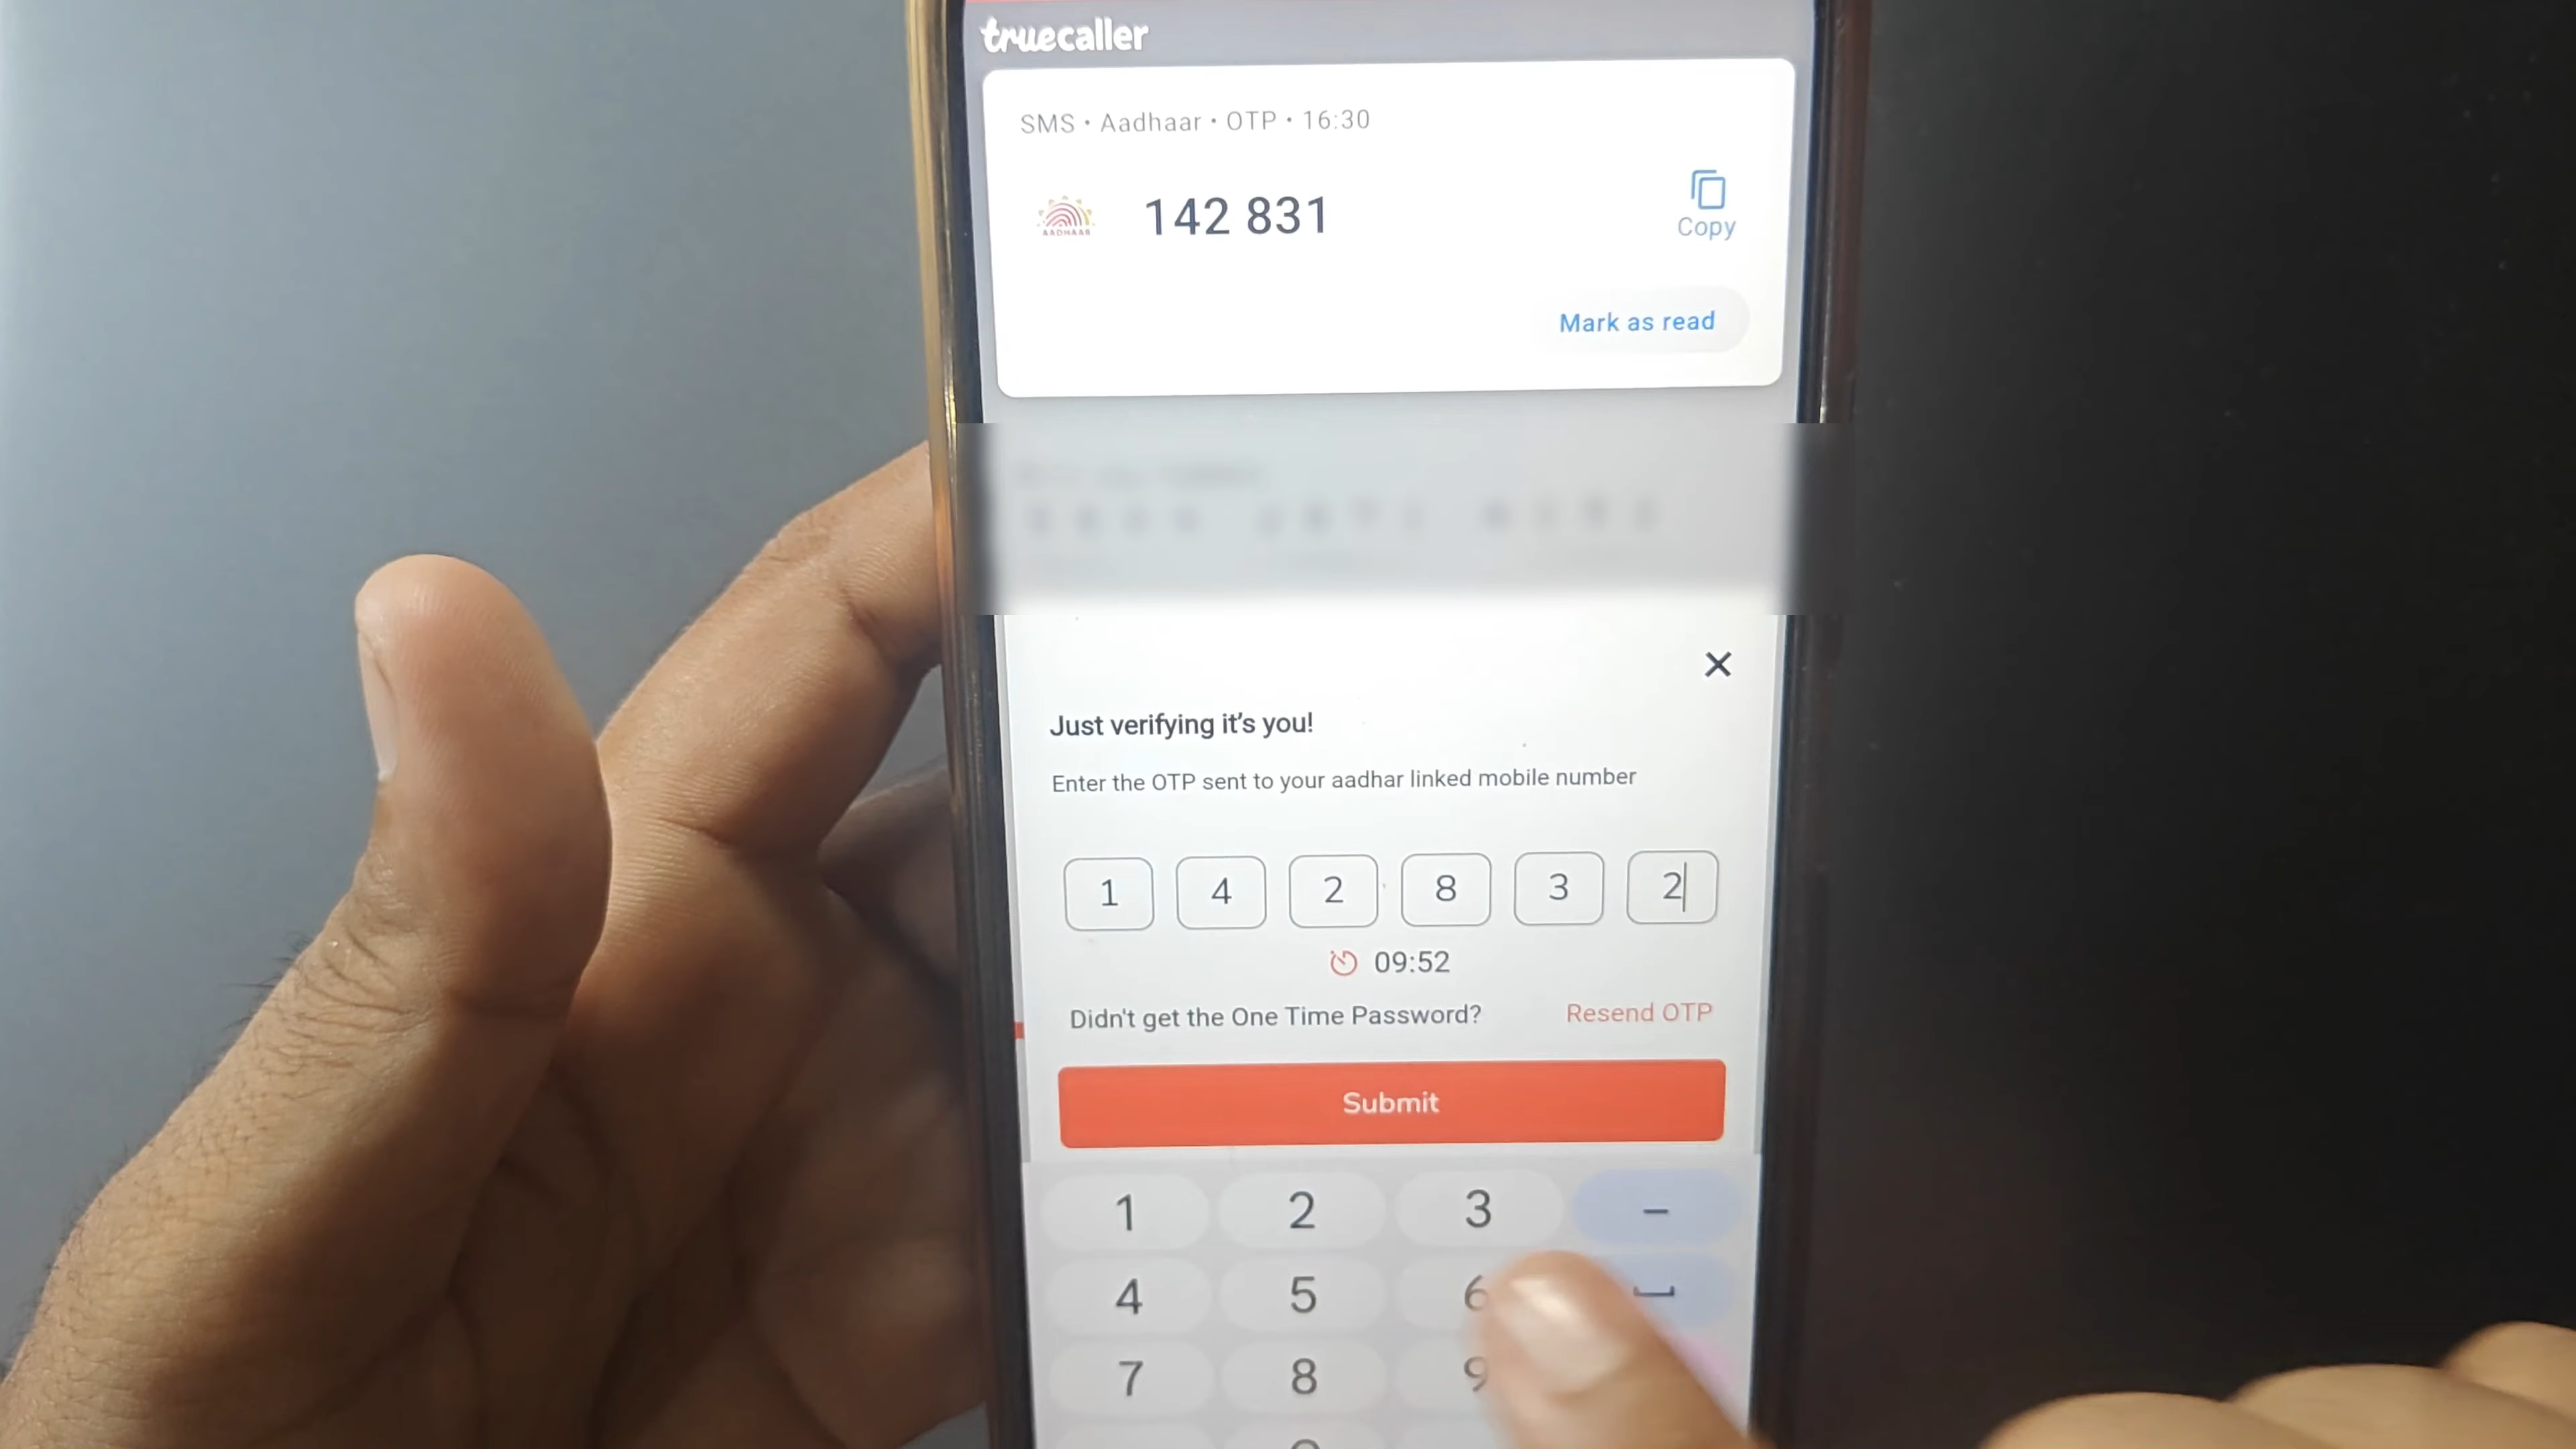 truecaller
SMS • Aadhaar • OTP • 16:30
AADHAAR
142 831
Copy
Mark as read
Just verifying it's you!
Enter the OTP sent to your aadhar linked mobile number
1 4 2 8 3 2
09:52
Didn't get the One Time Password? Resend OTP
Submit
1 2 3 –
4 5 6
7 8 9